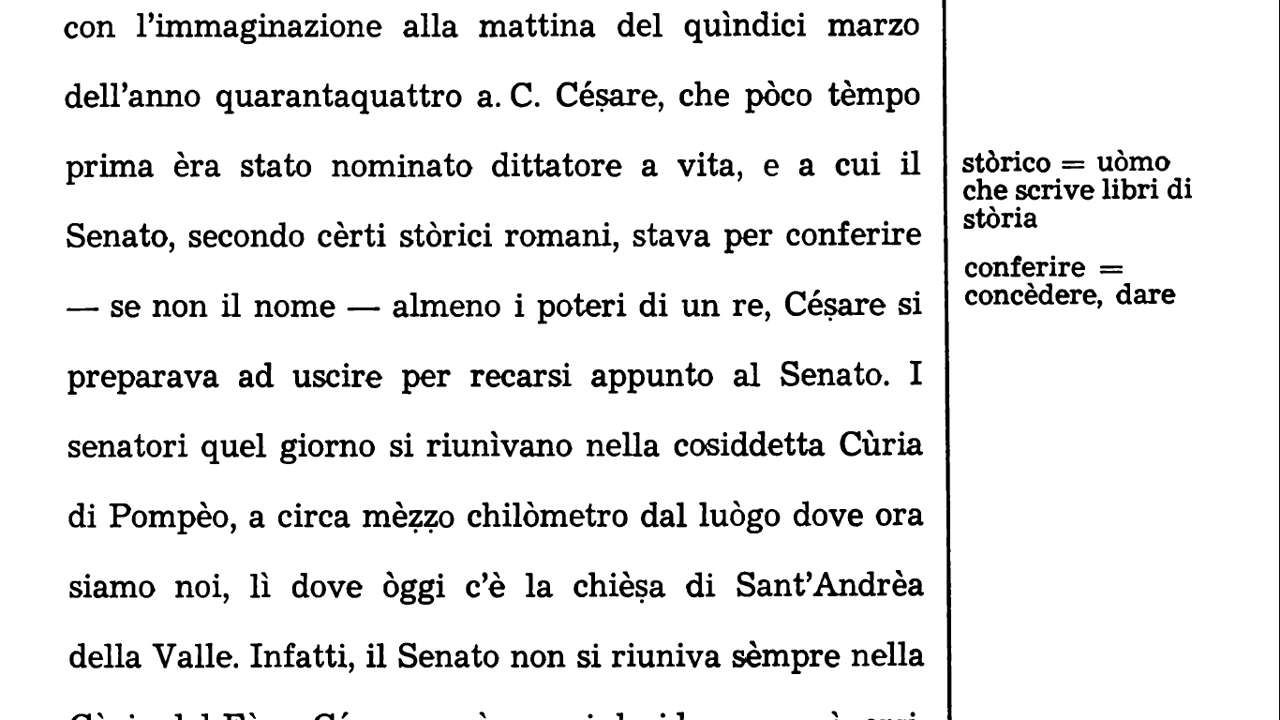 con l'immaginazione alla mattina del quìndici marzo
dell'anno quarantaquattro a. C. Céṣare, che pòco tèmpo
prima èra stato nominato dittatore a vita, e a cui il
Senato, secondo cèrti stòrici romani, stava per conferire
— se non il nome — almeno i poteri di un re, Céṣare si
preparava ad uscire per recarsi appunto al Senato. I
senatori quel giorno si riunìvano nella cosiddetta Cùria
di Pompèo, a circa mèẓẓo chilòmetro dal luògo dove ora
siamo noi, lì dove òggi c'è la chièṣa di Sant'Andrèa
della Valle. Infatti, il Senato non si riuniva sèmpre nella
stòrico = uòmo
che scrive libri di
stòria
conferire =
concèdere, dare